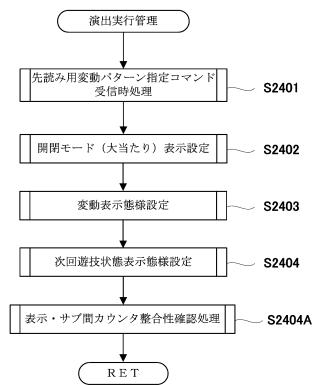 演出実行管理
先読み用変動パターン指定コマンド
受信時処理
S2401
開閉モード（大当たり）表示設定
S2402
変動表示態様設定
S2403
次回遊技状態表示態様設定
S2404
表示・サブ間カウンタ整合性確認処理
S2404A
ＲＥＴ